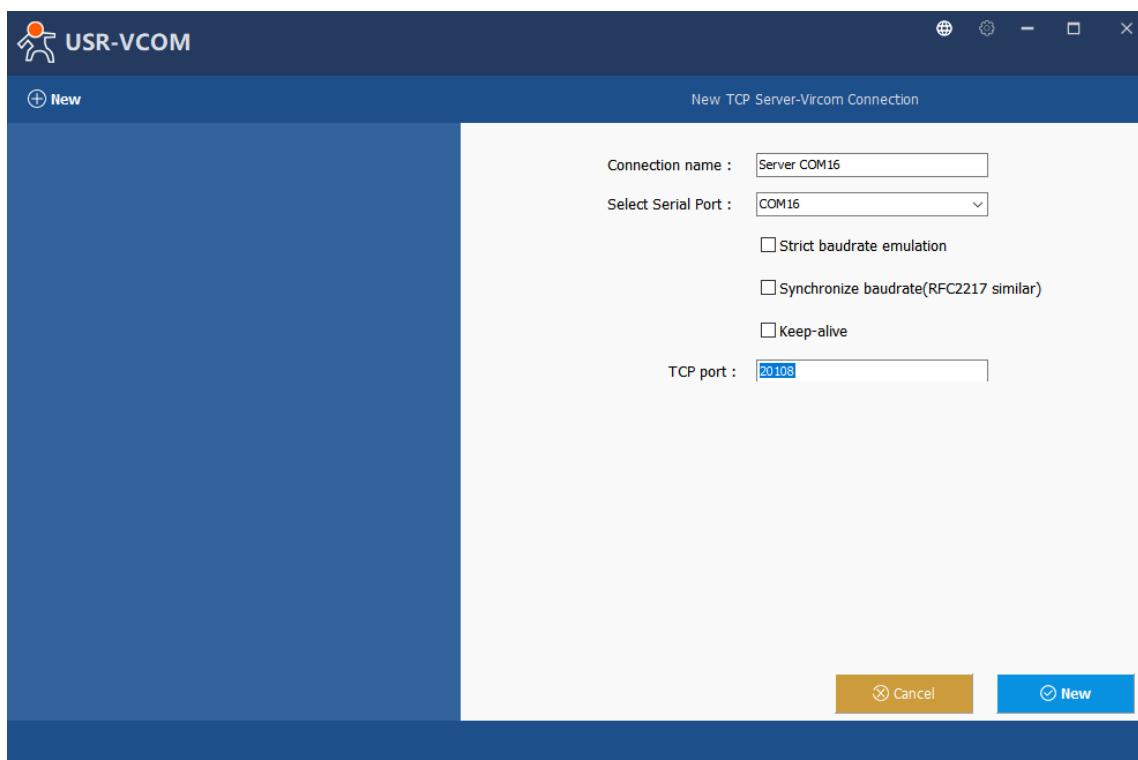 USR-VCOM
New
New TCP Server-Vircom Connection
Connection name :
Server COM16
Select Serial Port :
COM16
Strict baudrate emulation
Synchronize baudrate(RFC2217 similar)
Keep-alive
TCP port :
20108
Cancel
New